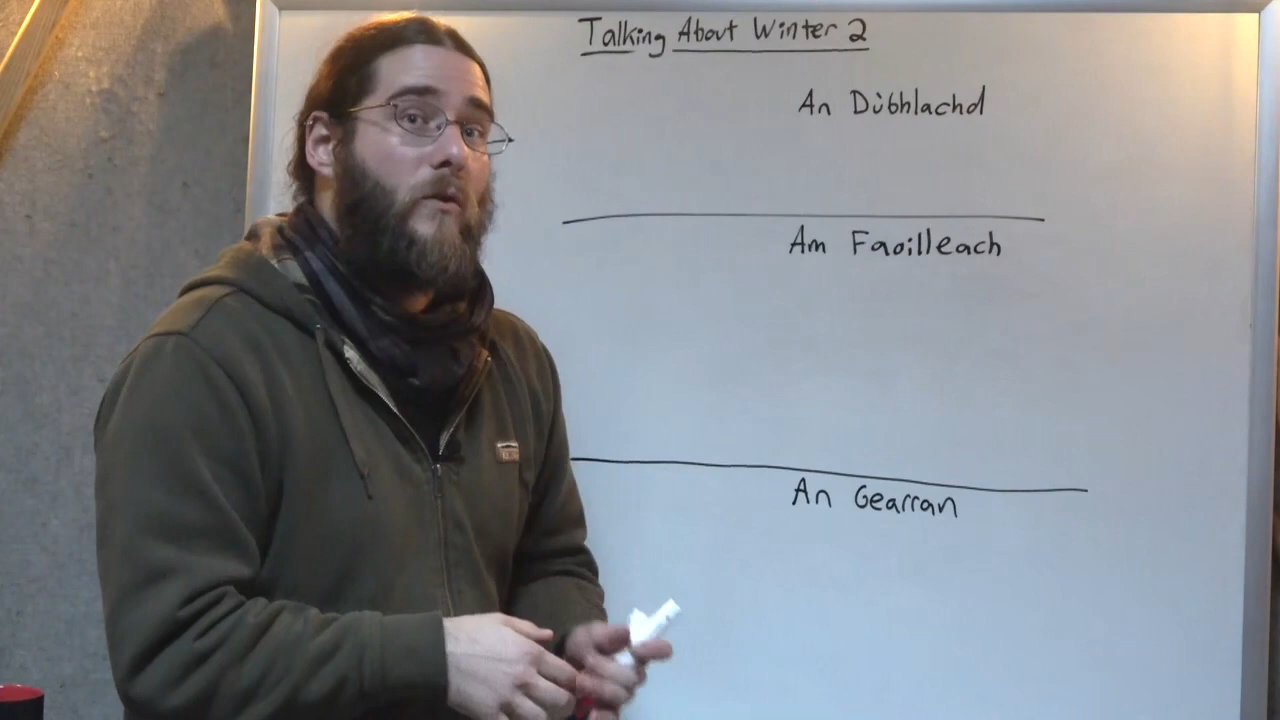 Talking About Winter 2
An Dùbhlachd
Am Faoilleach
An Gearran